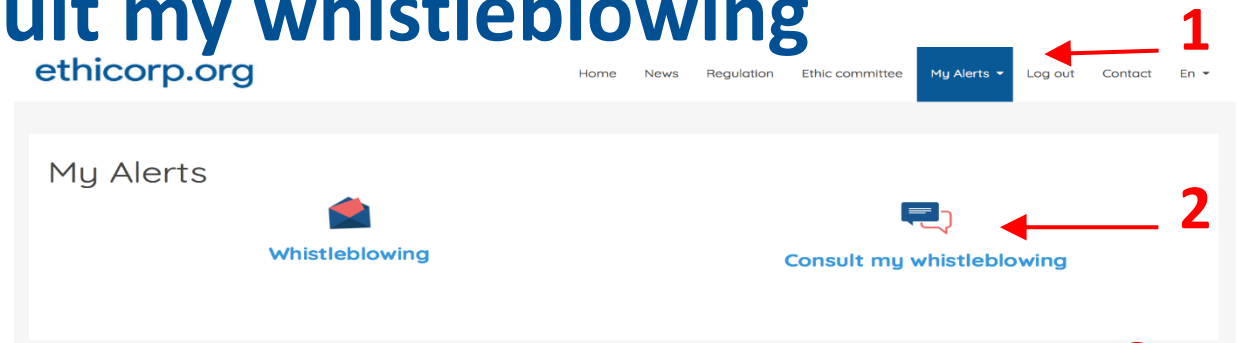 ult my whistleblowing
1
ethicorp.org
Home News Regulation Ethic committee My Alerts Log out Contact En
My Alerts
2
Whistleblowing
Consult my whistleblowing